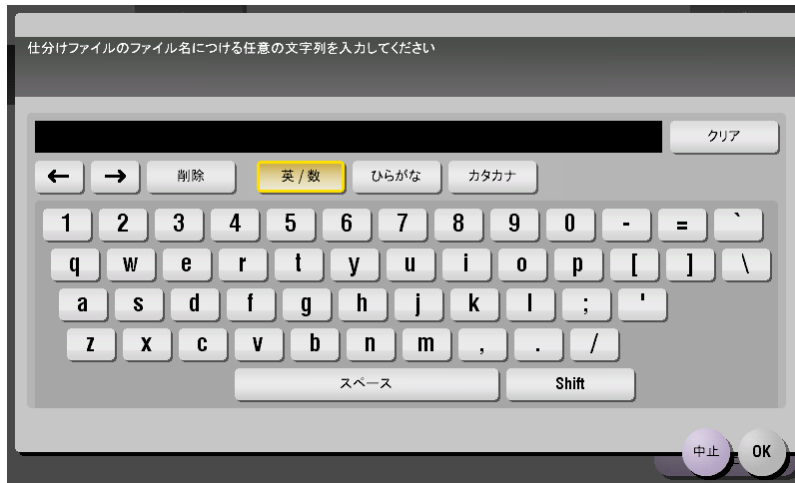 仕分けファイルのファイル名につける任意の文字列を入力してください
クリア
← → 削除 英/数 ひらがな カタカナ
1 2 3 4 5 6 7 8 9 0 - = `
q w e r t y u i o p [ ] \
a s d f g h j k l ; '
z x c v b n m , . /
スペース Shift
中止 OK